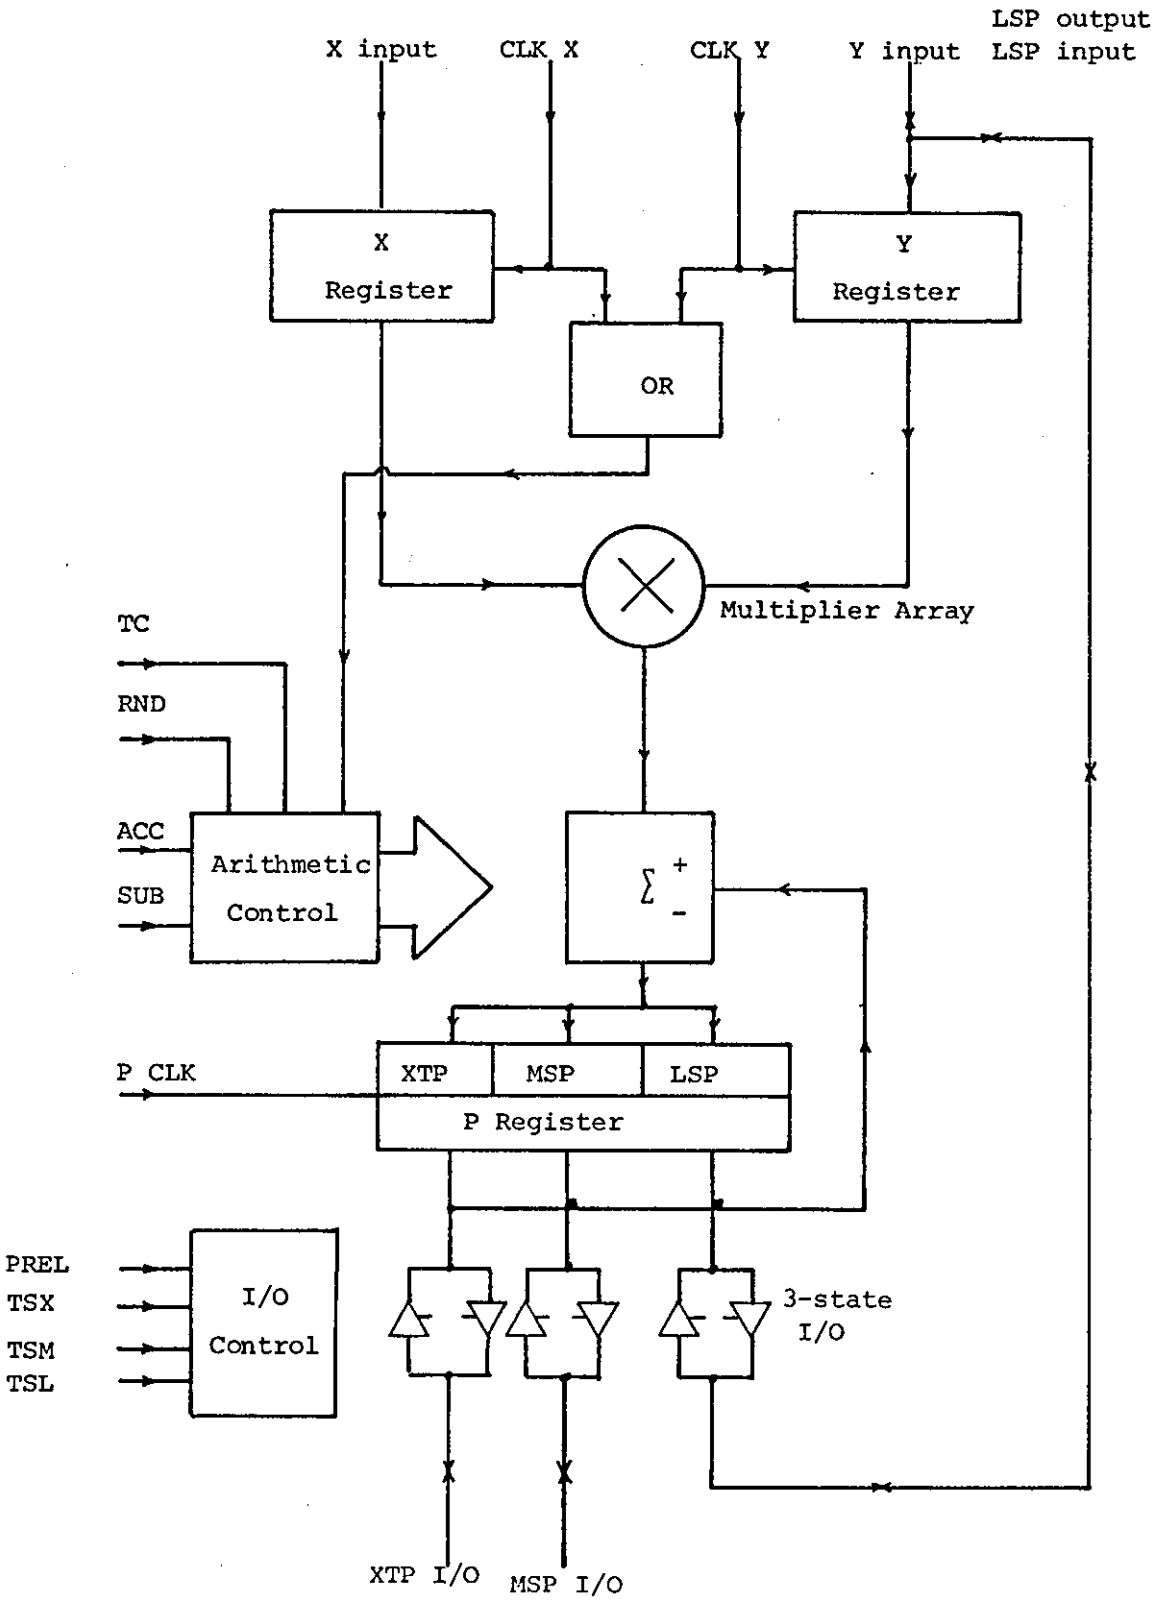 LSP output
X input CLK X CLK Y Y input LSP input
X
Register
Y
Register
OR
Multiplier Array
TC
RND
ACC
SUB
Arithmetic
Control
Σ + -
P CLK
XTP MSP LSP
P Register
PREL
TSX
TSM
TSL
I/O
Control
3-state
I/O
XTP I/O MSP I/O